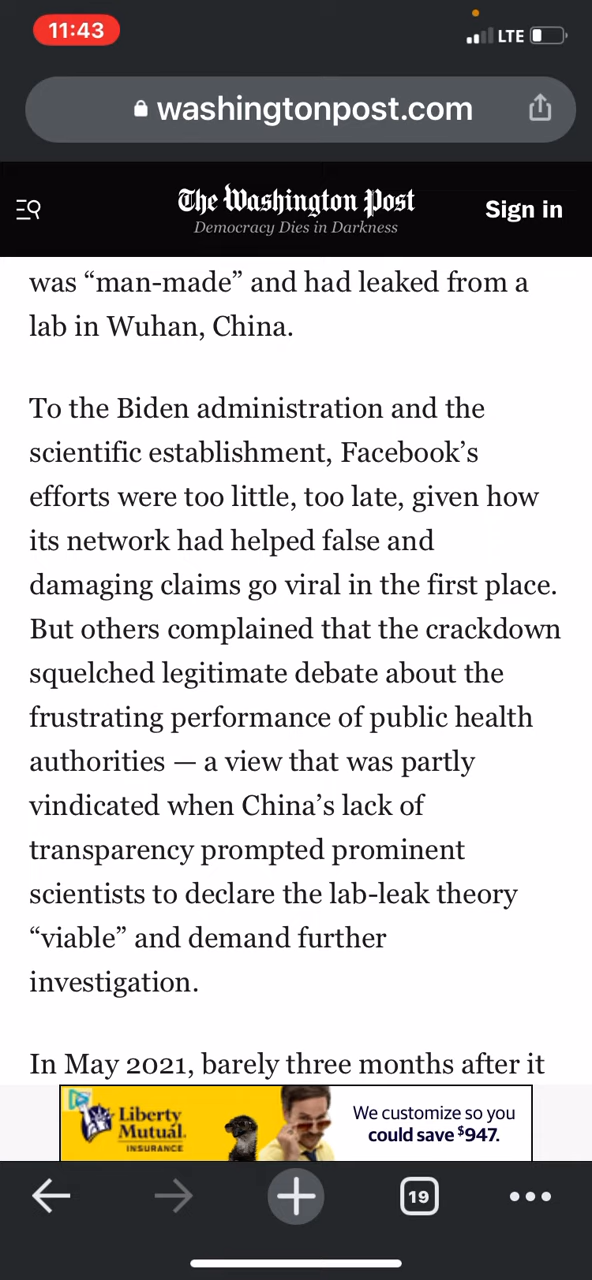 11:43
LTE
washingtonpost.com
The Washington Post
Democracy Dies in Darkness
Sign in
was “man-made” and had leaked from a
lab in Wuhan, China.
To the Biden administration and the
scientific establishment, Facebook’s
efforts were too little, too late, given how
its network had helped false and
damaging claims go viral in the first place.
But others complained that the crackdown
squelched legitimate debate about the
frustrating performance of public health
authorities — a view that was partly
vindicated when China’s lack of
transparency prompted prominent
scientists to declare the lab-leak theory
“viable” and demand further
investigation.
In May 2021, barely three months after it
Liberty
Mutual.
INSURANCE
We customize so you
could save $947.
19